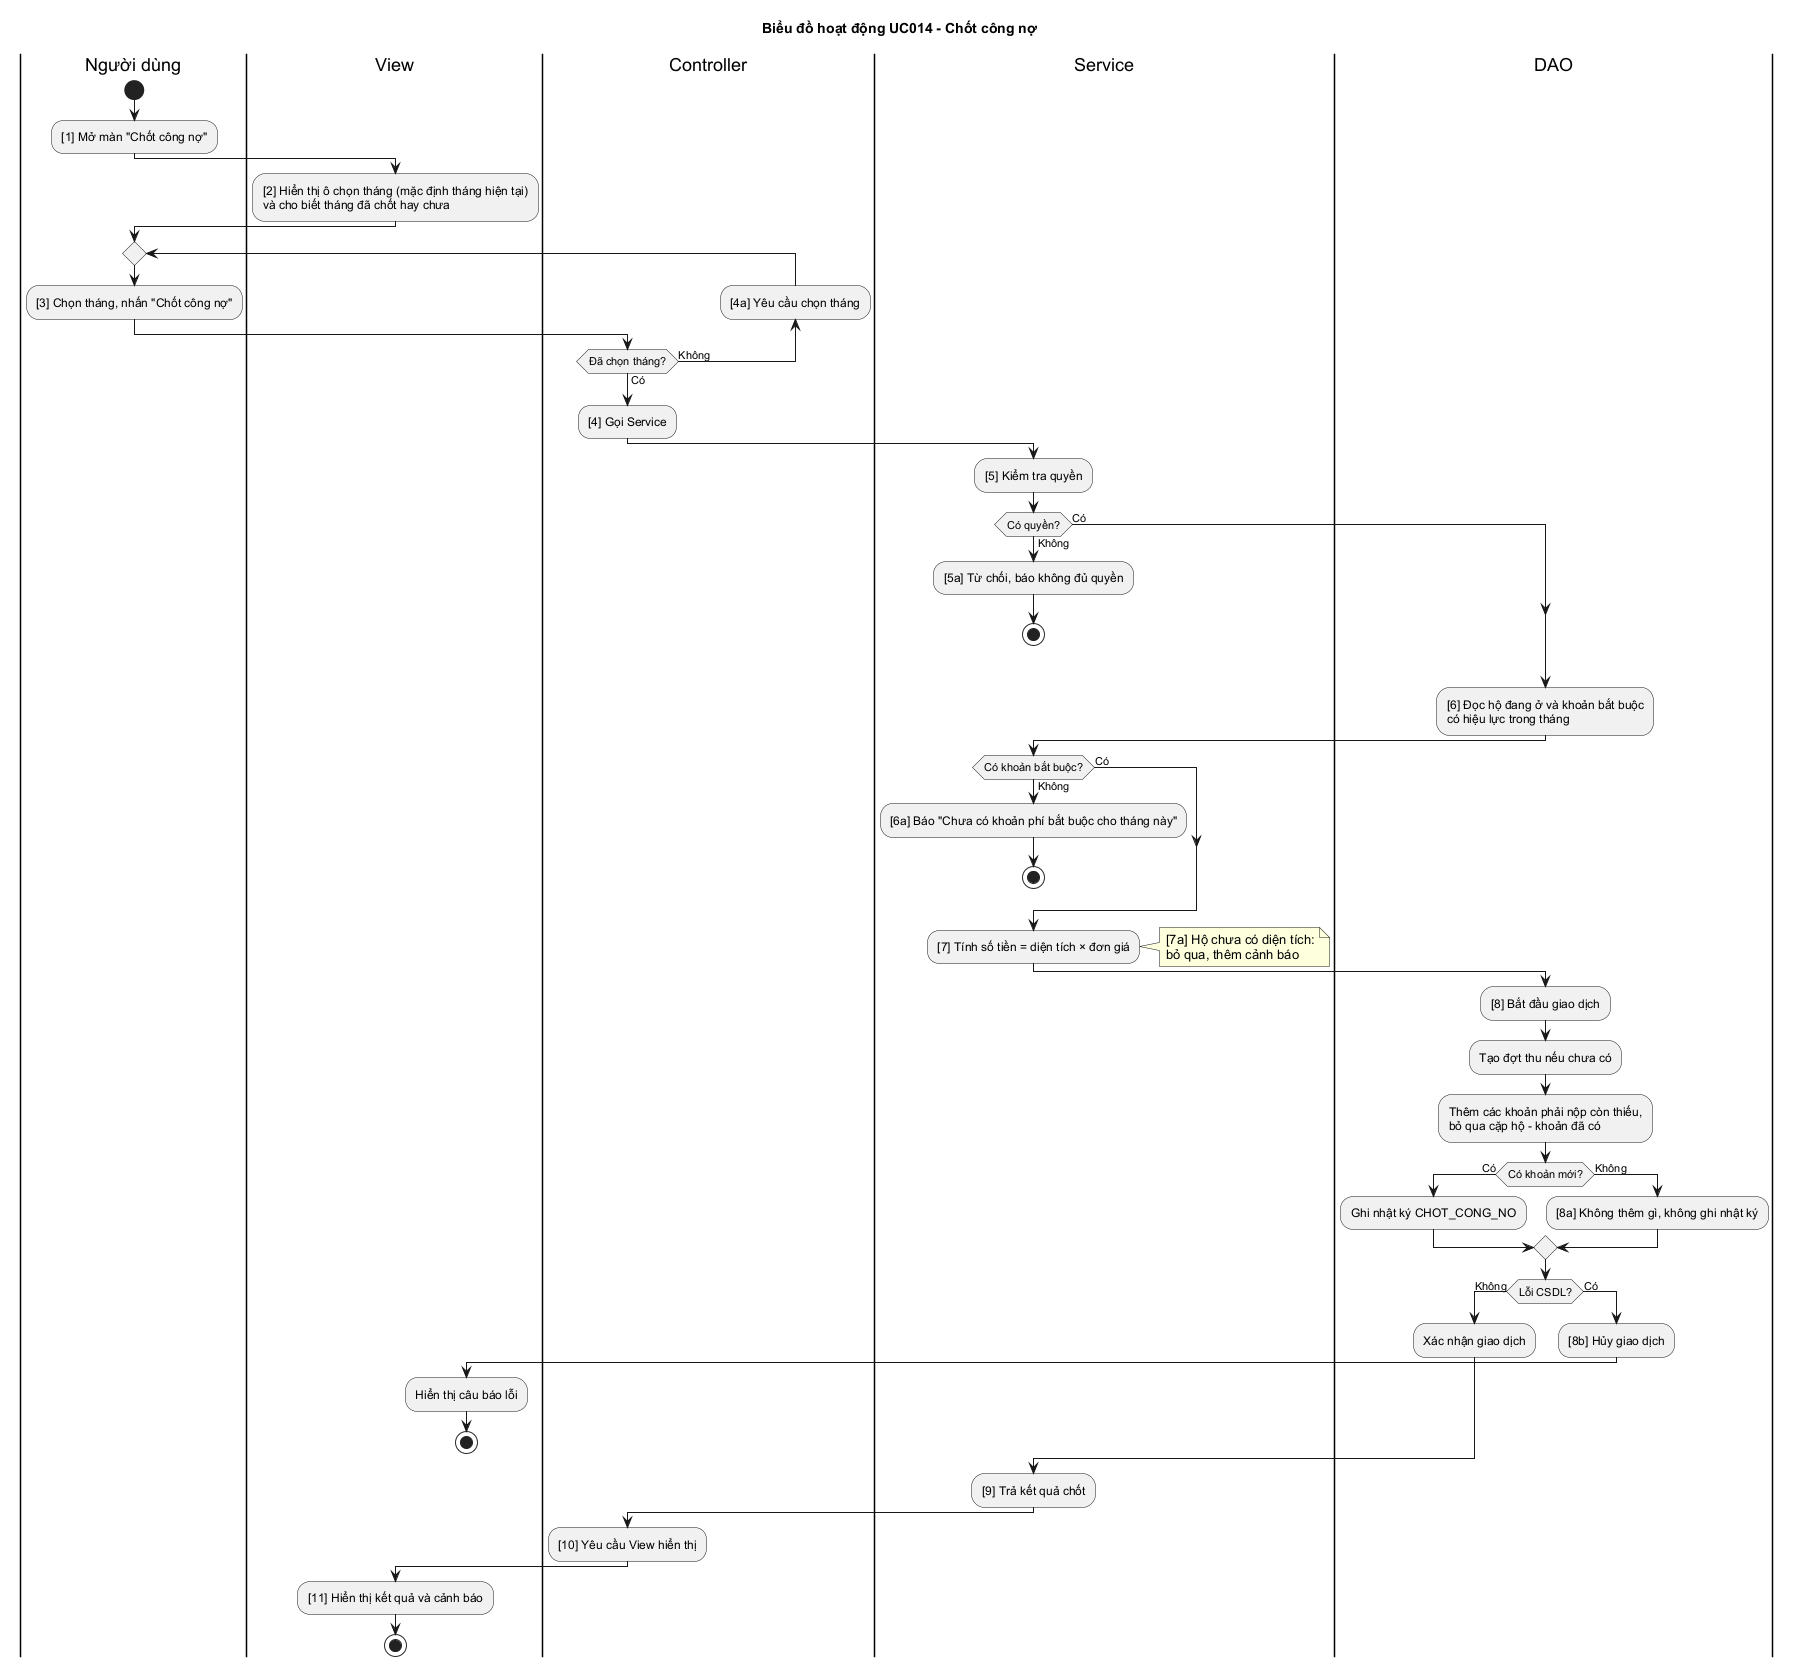 Biểu đồ hoạt động UC014 - Chốt công nợ
Người dùng
View
Controller
Service
DAO
[1] Mở màn "Chốt công nợ"
[2] Hiển thị ô chọn tháng (mặc định tháng hiện tại)
và cho biết tháng đã chốt hay chưa
[3] Chọn tháng, nhấn "Chốt công nợ"
[4a] Yêu cầu chọn tháng
Đã chọn tháng?
Không
Có
[4] Gọi Service
[5] Kiểm tra quyền
Có quyền?
Có
Không
[5a] Từ chối, báo không đủ quyền
[6] Đọc hộ đang ở và khoản bắt buộc
có hiệu lực trong tháng
Có khoản bắt buộc?
Có
Không
[6a] Báo "Chưa có khoản phí bắt buộc cho tháng này"
[7] Tính số tiền = diện tích × đơn giá
[7a] Hộ chưa có diện tích:
bỏ qua, thêm cảnh báo
[8] Bắt đầu giao dịch
Tạo đợt thu nếu chưa có
Thêm các khoản phải nộp còn thiếu,
bỏ qua cặp hộ - khoản đã có
Có
Có khoản mới?
Không
Ghi nhật ký CHOT_CONG_NO
[8a] Không thêm gì, không ghi nhật ký
Không
Lỗi CSDL?
Có
Xác nhận giao dịch
[8b] Hủy giao dịch
Hiển thị câu báo lỗi
[9] Trả kết quả chốt
[10] Yêu cầu View hiển thị
[11] Hiển thị kết quả và cảnh báo